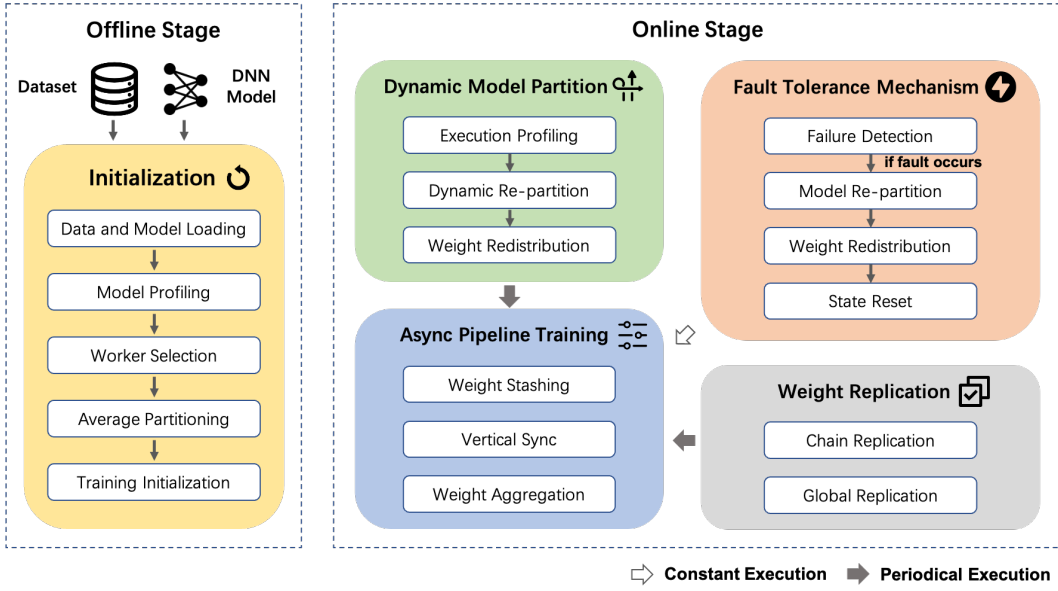 Offline Stage
Dataset
DNN
Model
Initialization
Data and Model Loading
Model Profiling
Worker Selection
Average Partitioning
Training Initialization
Online Stage
Dynamic Model Partition
Execution Profiling
Dynamic Re-partition
Weight Redistribution
Fault Tolerance Mechanism
Failure Detection
if fault occurs
Model Re-partition
Weight Redistribution
State Reset
Async Pipeline Training
Weight Stashing
Vertical Sync
Weight Aggregation
Weight Replication
Chain Replication
Global Replication
Constant Execution
Periodical Execution